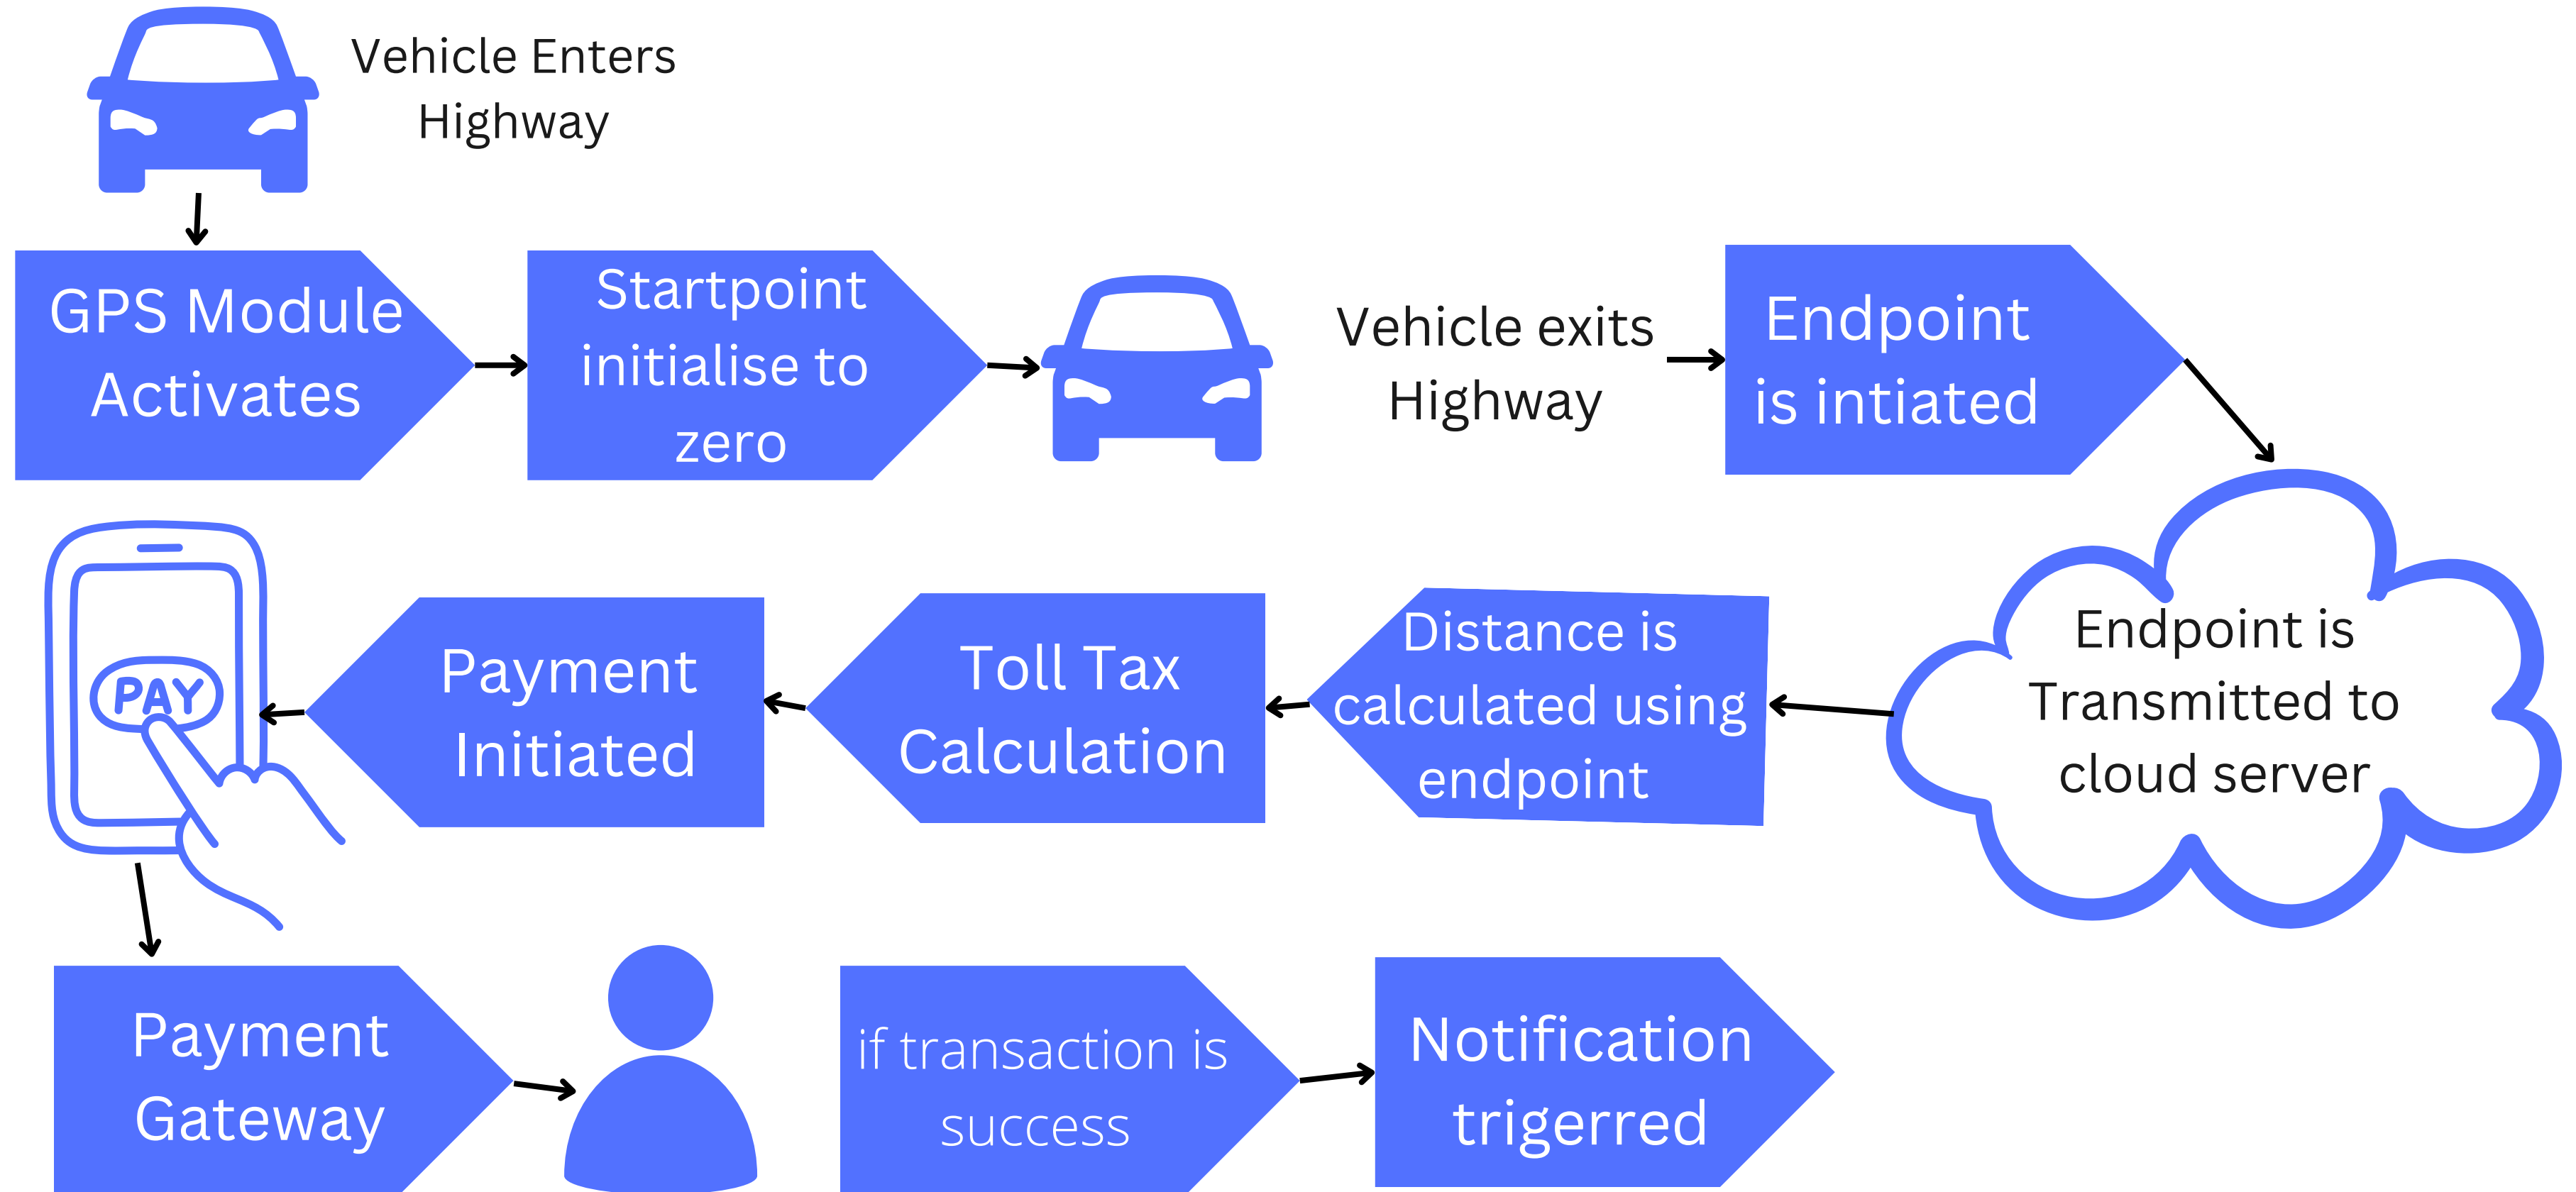 Vehicle Enters
Highway
GPS Module
Activates
Startpoint
initialise to
zero
Vehicle exits
Highway
Endpoint
is intiated
Endpoint is
Transmitted to
cloud server
Distance is
calculated using
endpoint
Toll Tax
Calculation
Payment
Initiated
PAY
Payment
Gateway
if transaction is
success
Notification
trigerred